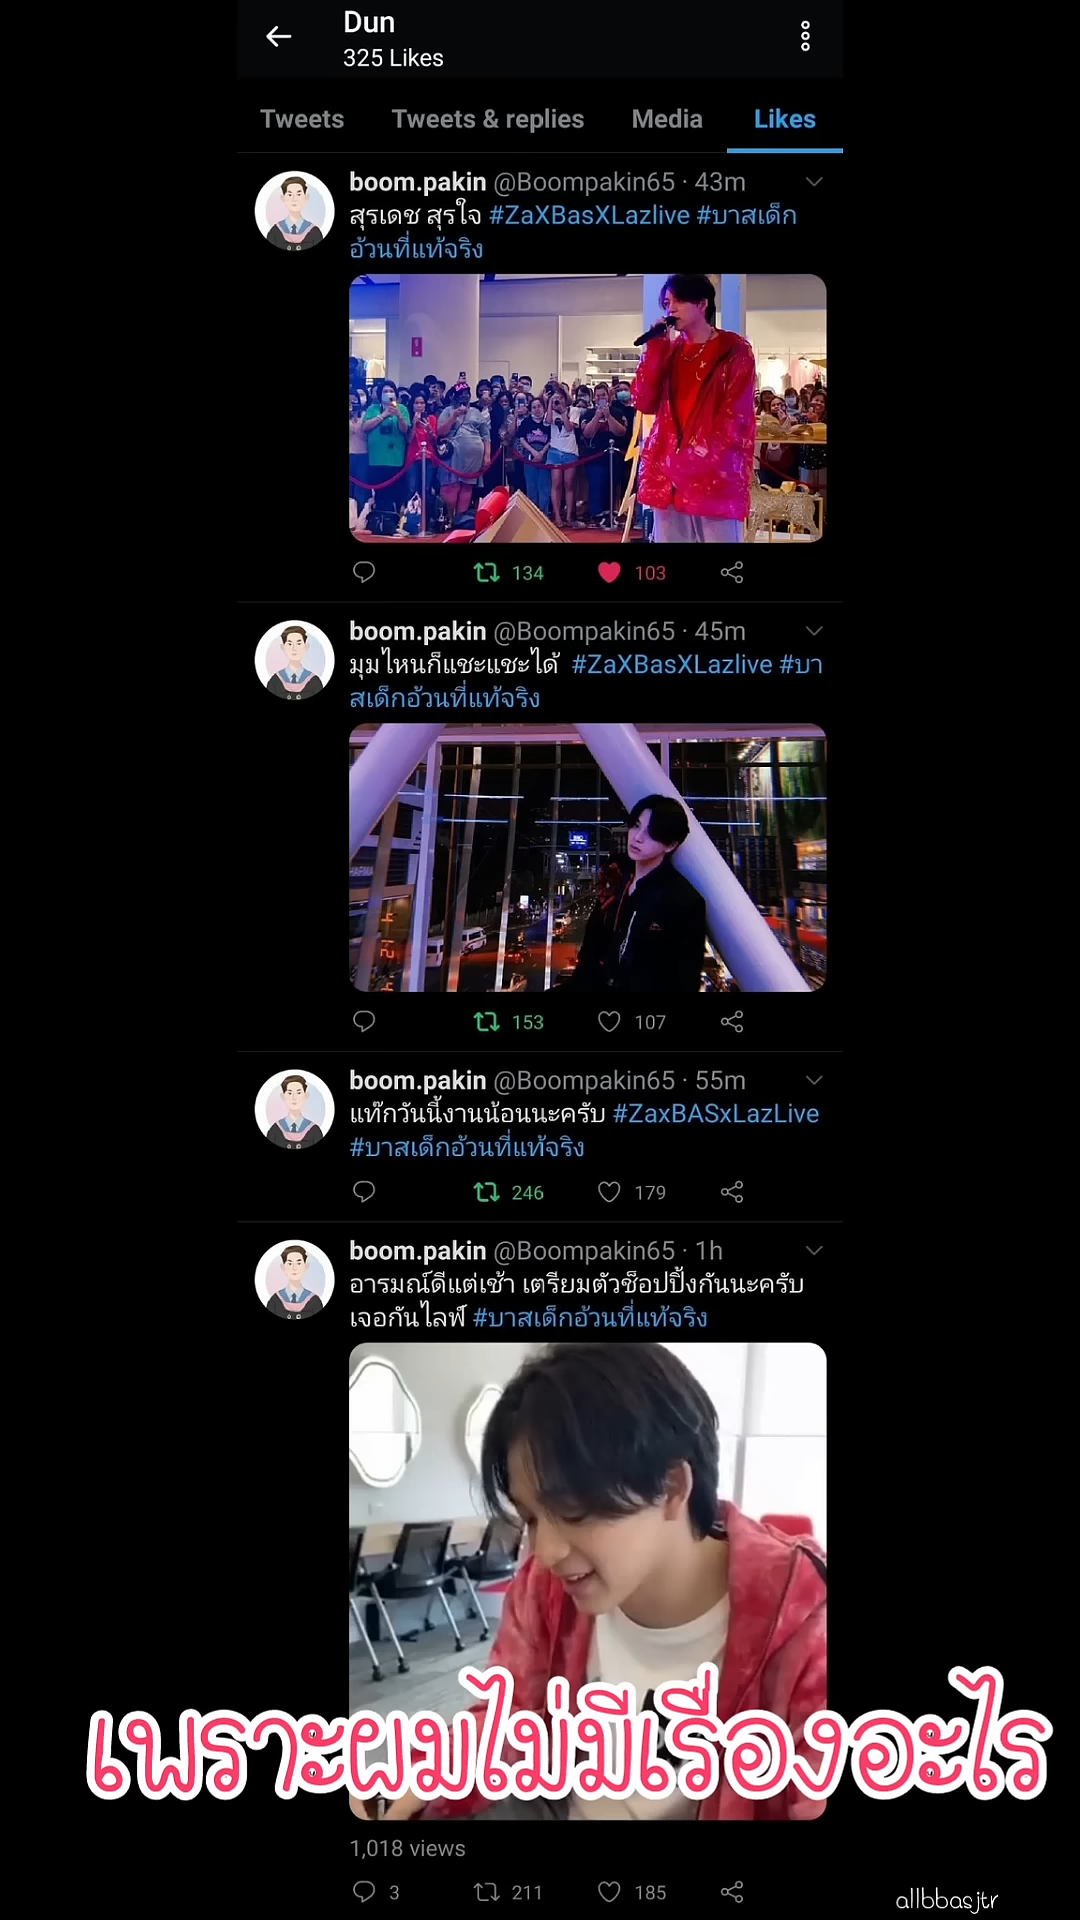 Dun
325 Likes
Tweets
Tweets & replies
Media
Likes
boom.pakin @Boompakin65 · 43m
สุรเดช สุรใจ #ZaXBasXLazlive #บาสเด็ก
อ้วนที่แท้จริง
134
103
boom.pakin @Boompakin65 · 45m
มุมไหนก็แชะแชะได้ #ZaXBasXLazlive #บา
สเด็กอ้วนที่แท้จริง
153
107
boom.pakin @Boompakin65 · 55m
แท๊กวันนี้งานน้อนนะครับ #ZaxBASxLazLive
#บาสเด็กอ้วนที่แท้จริง
246
179
boom.pakin @Boompakin65 · 1h
อารมณ์ดีแต่เช้า เตรียมตัวช็อปปิ้งกันนะครับ
เจอกันไลฟ์ #บาสเด็กอ้วนที่แท้จริง
เพราะผมไม่มีเรื่องอะไร
1,018 views
3
211
185
allbbasjtr